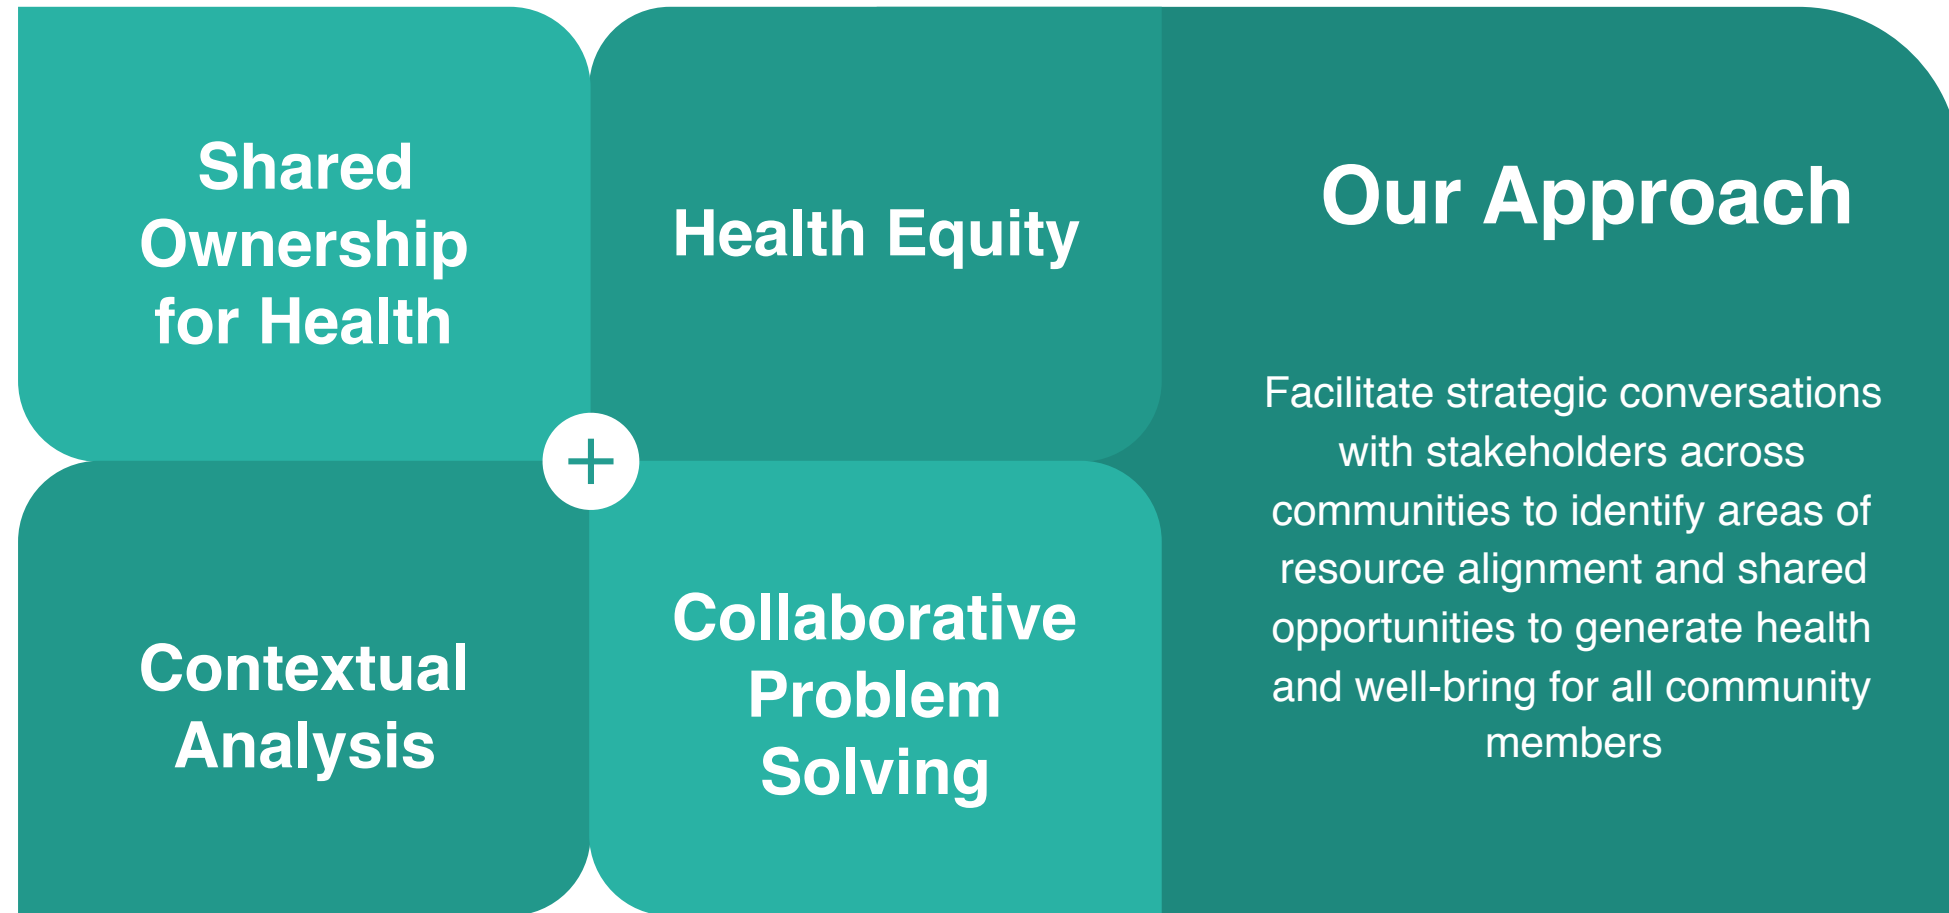 Shared
Ownership
for Health
Health Equity
Contextual
Analysis
Collaborative
Problem
Solving
Our Approach
Facilitate strategic conversations
with stakeholders across
communities to identify areas of
resource alignment and shared
opportunities to generate health
and well-bring for all community
members